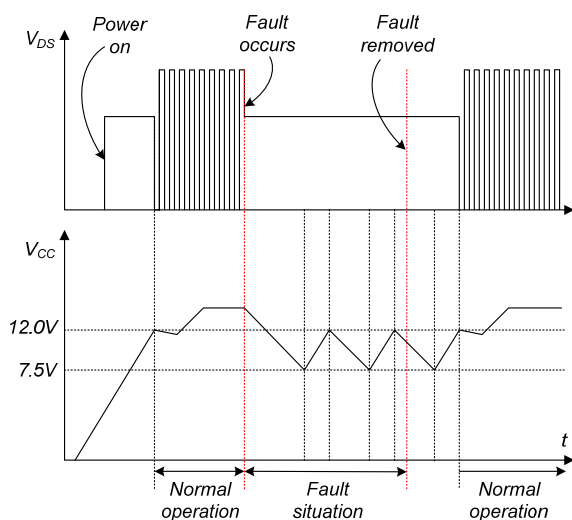 Power
on
Fault
occurs
Fault
removed
VDS
VCC
12.0V
7.5V
t
Normal
operation
Fault
situation
Normal
operation